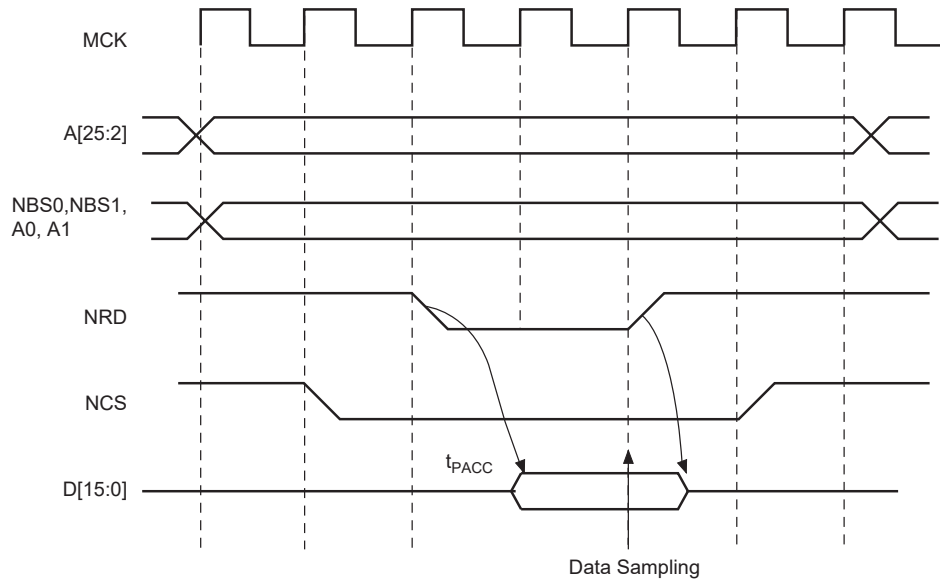 MCK
A[25:2]
NBS0,NBS1,
A0, A1
NRD
NCS
tPACC
D[15:0]
Data Sampling